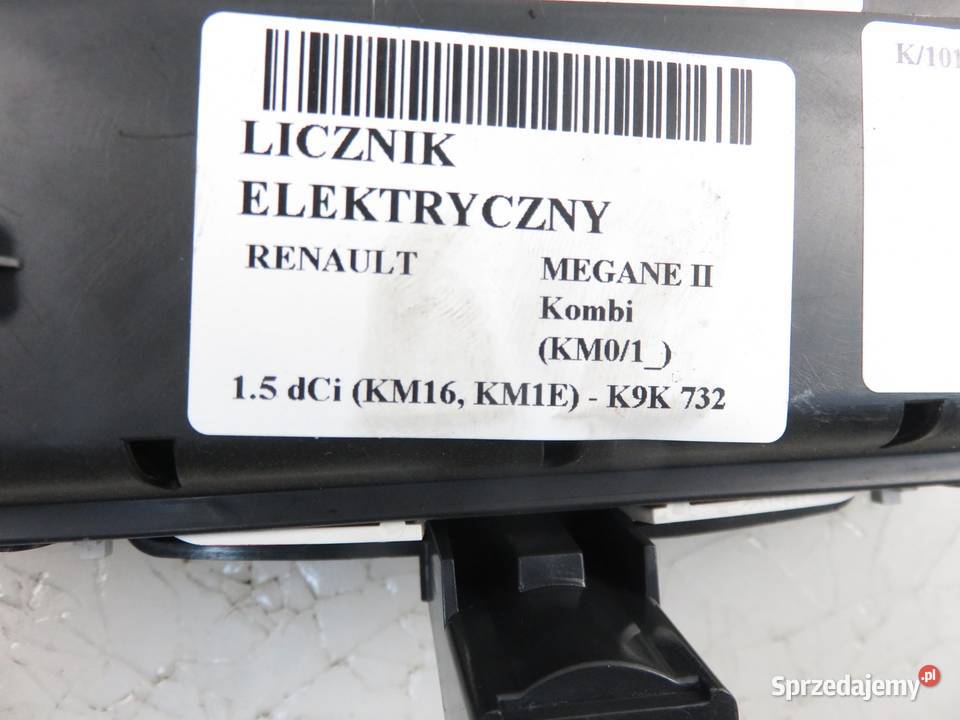 LICZNIK
ELEKTRYCZNY
RENAULT
MEGANE II
Kombi
(KM0/1_)
1.5 dCi (KM16, KM1E) - K9K 732
K/101
Sprzedajemy.pl